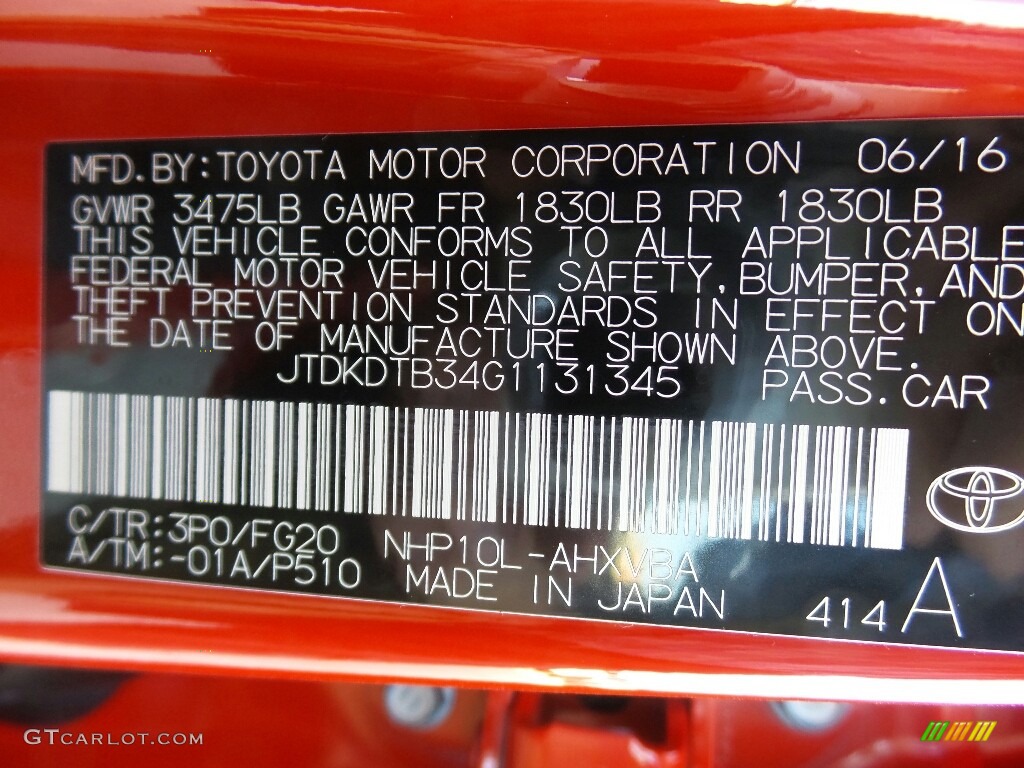 MFD.BY:TOYOTA MOTOR CORPORATION 06/16
GVWR 3475LB GAWR FR 1830LB RR 1830LB
THIS VEHICLE CONFORMS TO ALL APPLICABLE
FEDERAL MOTOR VEHICLE SAFETY,BUMPER,AND
THEFT PREVENTION STANDARDS IN EFFECT ON
THE DATE OF MANUFACTURE SHOWN ABOVE.
JTDKDTB34G1131345 PASS.CAR
C/TR:3P0/FG20 NHP10L-AHXVBA
A/TM:-01A/P510 MADE IN JAPAN 414 A
GTCARLOT.COM